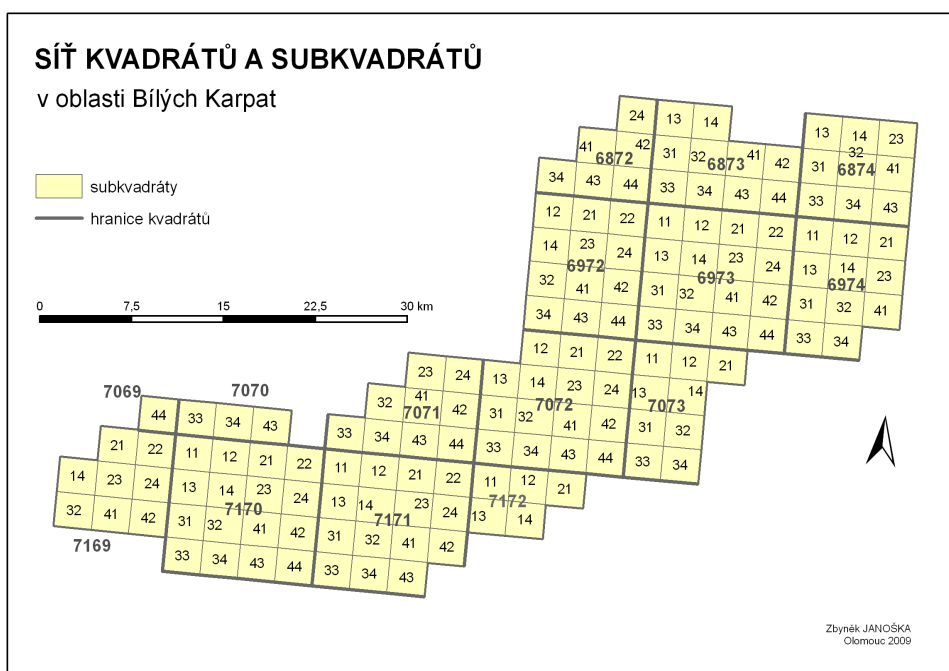 SÍŤ KVADRÁTŮ A SUBKVADRÁTŮ
v oblasti Bílých Karpat
subkvadráty
hranice kvadrátů
0 7,5 15 22,5 30 km
24 13 14
13 14 23
41 42 31 32 41 42 31 32 41
6872 6873 6874
34 43 44 33 34 43 44 33 34 43
12 21 22 11 12 21 22 11 12 21
14 23 24 13 14 23 24 13 14 23
6972 6973 6974
32 41 42 31 32 41 42 31 32 41
34 43 44 33 34 43 44 33 34
12 21 22 11 12 21
23 24 13 14 23 24 13 14
7069 7070
32 41 42 31 32 41 42 31 32
7071 7072 7073
44 33 34 43 33 34 43 44 33 34 43 44 33 34
21 22 11 12 21 22 11 12 21 22 11 12 21
14 23 24 13 14 23 24 13 14 23 24 13 14
7170 7171 7172
32 41 42 31 32 41 42 31 32 41 42
7169
33 34 43 44 33 34 43
Zbyněk JANOŠKA
Olomouc 2009